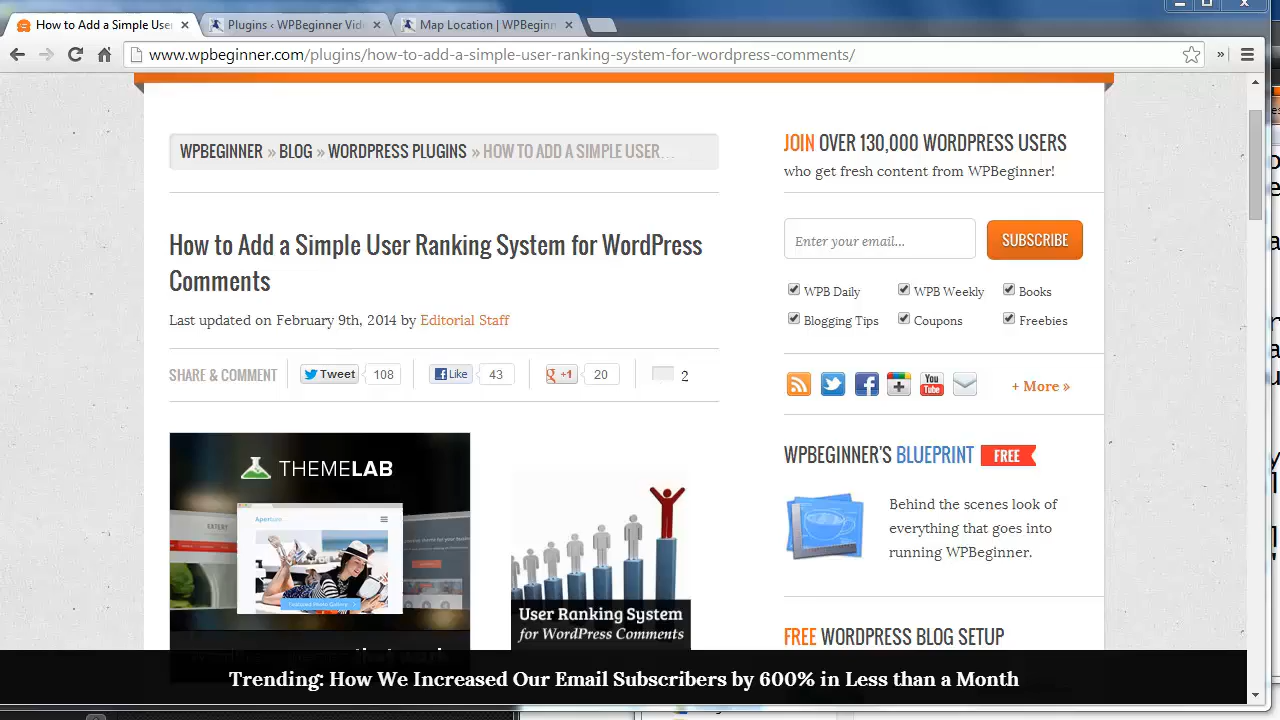 How to Add a Simple User
Plugins ‹ WPBeginner Vide
Map Location | WPBeginn
www.wpbeginner.com/plugins/how-to-add-a-simple-user-ranking-system-for-wordpress-comments/
WPBEGINNER » BLOG » WORDPRESS PLUGINS » HOW TO ADD A SIMPLE USER...
How to Add a Simple User Ranking System for WordPress
Comments
Last updated on February 9th, 2014 by Editorial Staff
SHARE & COMMENT
Tweet 108
Like 43
+1 20
2
THEMELAB
User Ranking System
for WordPress Comments
JOIN OVER 130,000 WORDPRESS USERS
who get fresh content from WPBeginner!
Enter your email...
SUBSCRIBE
WPB Daily WPB Weekly Books
Blogging Tips Coupons Freebies
You Tube
+ More »
WPBEGINNER'S BLUEPRINT FREE
Behind the scenes look of
everything that goes into
running WPBeginner.
FREE WORDPRESS BLOG SETUP
Trending: How We Increased Our Email Subscribers by 600% in Less than a Month